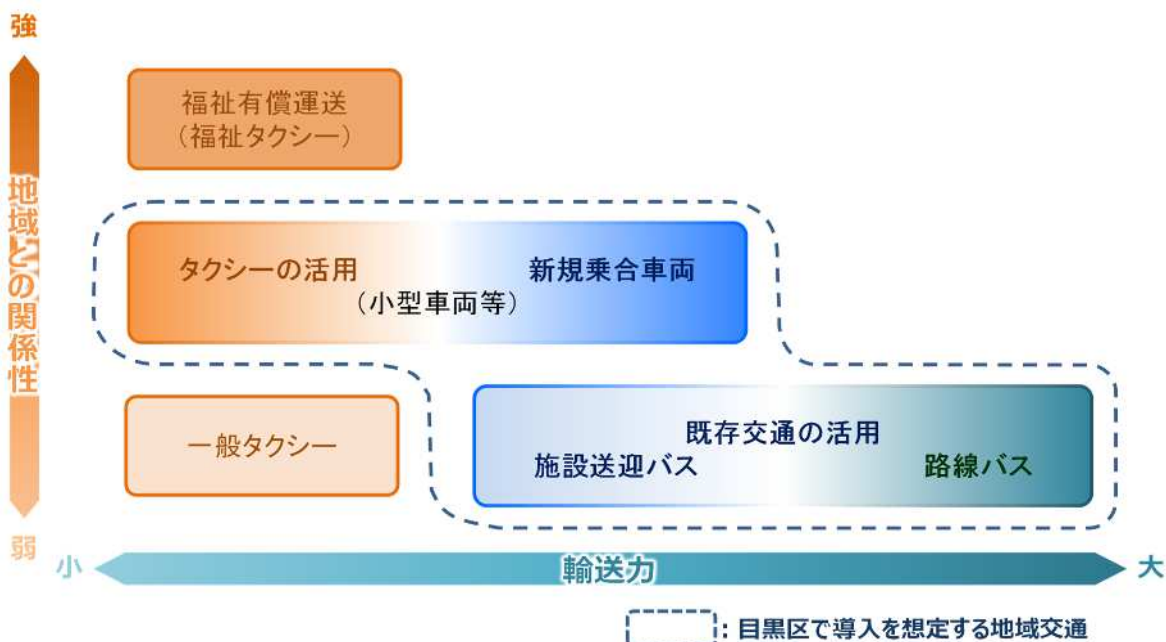 強
福祉有償運送
（福祉タクシー）
地域との関係性
タクシーの活用
新規乗合車両
（小型車両等）
一般タクシー
既存交通の活用
施設送迎バス
路線バス
弱
小
輸送力
大
：目黒区で導入を想定する地域交通